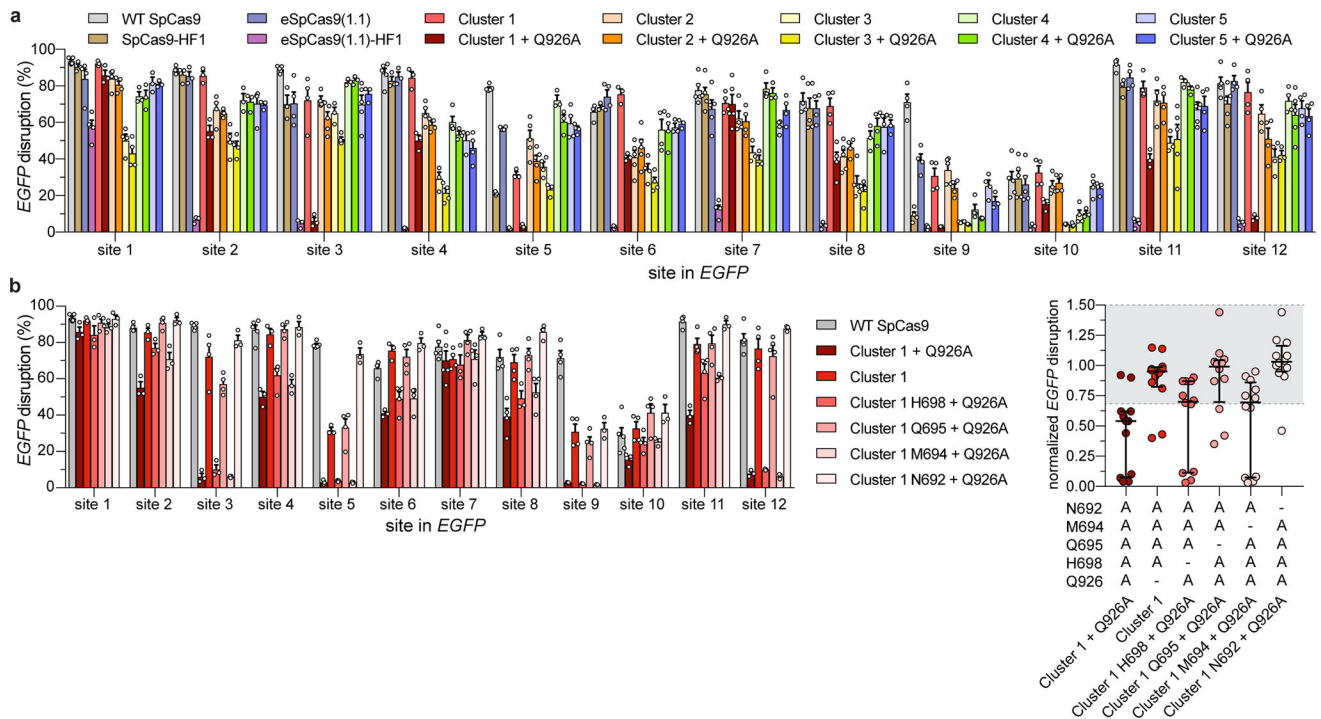 a
WT SpCas9
eSpCas9(1.1)
Cluster 1
Cluster 2
Cluster 3
Cluster 4
Cluster 5
SpCas9-HF1
eSpCas9(1.1)-HF1
Cluster 1 + Q926A
Cluster 2 + Q926A
Cluster 3 + Q926A
Cluster 4 + Q926A
Cluster 5 + Q926A
EGFP disruption (%)
100
80
60
40
20
0
site 1 site 2 site 3 site 4 site 5 site 6 site 7 site 8 site 9 site 10 site 11 site 12
site in EGFP
b
EGFP disruption (%)
100
80
60
40
20
0
site 1 site 2 site 3 site 4 site 5 site 6 site 7 site 8 site 9 site 10 site 11 site 12
site in EGFP
WT SpCas9
Cluster 1 + Q926A
Cluster 1
Cluster 1 H698 + Q926A
Cluster 1 Q695 + Q926A
Cluster 1 M694 + Q926A
Cluster 1 N692 + Q926A
normalized EGFP disruption
1.50
1.25
1.00
0.75
0.50
0.25
0.00
N692 A A A A A -
M694 A A A A - A
Q695 A A A - A A
H698 A A - A A A
Q926 A - A A A A
Cluster 1 + Q926A
Cluster 1
Cluster 1 H698 + Q926A
Cluster 1 Q695 + Q926A
Cluster 1 M694 + Q926A
Cluster 1 N692 + Q926A